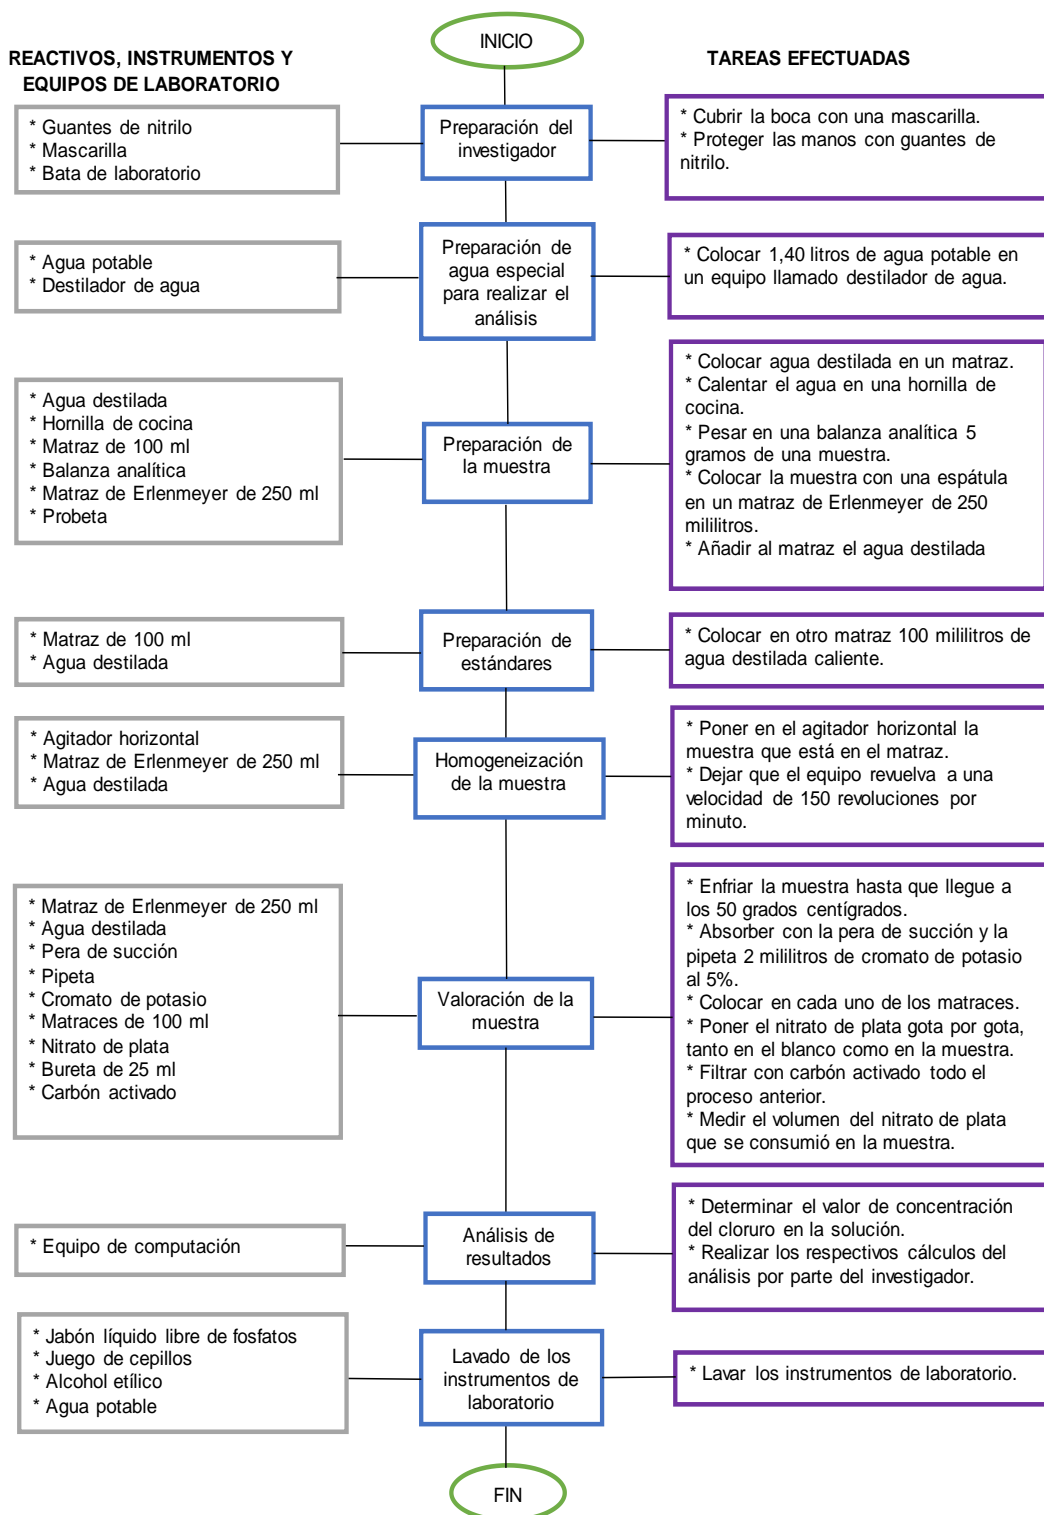 INICIO
REACTIVOS, INSTRUMENTOS Y
EQUIPOS DE LABORATORIO
TAREAS EFECTUADAS
* Guantes de nitrilo
* Mascarilla
* Bata de laboratorio
Preparación del
investigador
* Cubrir la boca con una mascarilla.
* Proteger las manos con guantes de
nitrilo.
* Agua potable
* Destilador de agua
Preparación de
agua especial
para realizar el
análisis
* Colocar 1,40 litros de agua potable en
un equipo llamado destilador de agua.
* Agua destilada
* Hornilla de cocina
* Matraz de 100 ml
* Balanza analítica
* Matraz de Erlenmeyer de 250 ml
* Probeta
Preparación de
la muestra
* Colocar agua destilada en un matraz.
* Calentar el agua en una hornilla de
cocina.
* Pesar en una balanza analítica 5
gramos de una muestra.
* Colocar la muestra con una espátula
en un matraz de Erlenmeyer de 250
mililitros.
* Añadir al matraz el agua destilada
* Matraz de 100 ml
* Agua destilada
Preparación de
estándares
* Colocar en otro matraz 100 mililitros de
agua destilada caliente.
* Agitador horizontal
* Matraz de Erlenmeyer de 250 ml
* Agua destilada
Homogeneización
de la muestra
* Poner en el agitador horizontal la
muestra que está en el matraz.
* Dejar que el equipo revuelva a una
velocidad de 150 revoluciones por
minuto.
* Matraz de Erlenmeyer de 250 ml
* Agua destilada
* Pera de succión
* Pipeta
* Cromato de potasio
* Matraces de 100 ml
* Nitrato de plata
* Bureta de 25 ml
* Carbón activado
Valoración de la
muestra
* Enfriar la muestra hasta que llegue a
los 50 grados centígrados.
* Absorber con la pera de succión y la
pipeta 2 mililitros de cromato de potasio
al 5%.
* Colocar en cada uno de los matraces.
* Poner el nitrato de plata gota por gota,
tanto en el blanco como en la muestra.
* Filtrar con carbón activado todo el
proceso anterior.
* Medir el volumen del nitrato de plata
que se consumió en la muestra.
* Equipo de computación
Análisis de
resultados
* Determinar el valor de concentración
del cloruro en la solución.
* Realizar los respectivos cálculos del
análisis por parte del investigador.
* Jabón líquido libre de fosfatos
* Juego de cepillos
* Alcohol etílico
* Agua potable
Lavado de los
instrumentos de
laboratorio
* Lavar los instrumentos de laboratorio.
FIN